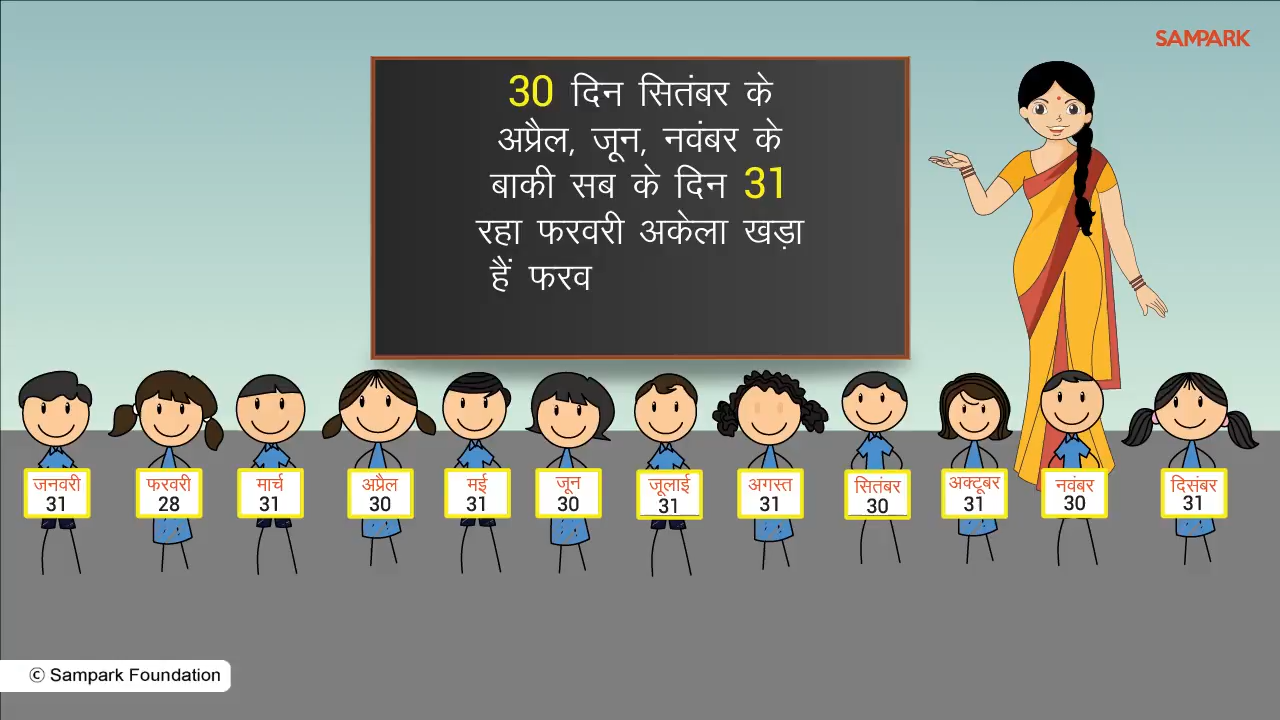 SAMPARK
30 दिन सितंबर के
अप्रैल, जून, नवंबर के
बाकी सब के दिन 31
रहा फरवरी अकेला खड़ा
हैं फरव
जनवरी
31
फरवरी
28
मार्च
31
अप्रैल
30
मई
31
जून
30
जूलाई
31
अगस्त
31
सितंबर
30
अक्टूबर
31
नवंबर
30
दिसंबर
31
© Sampark Foundation